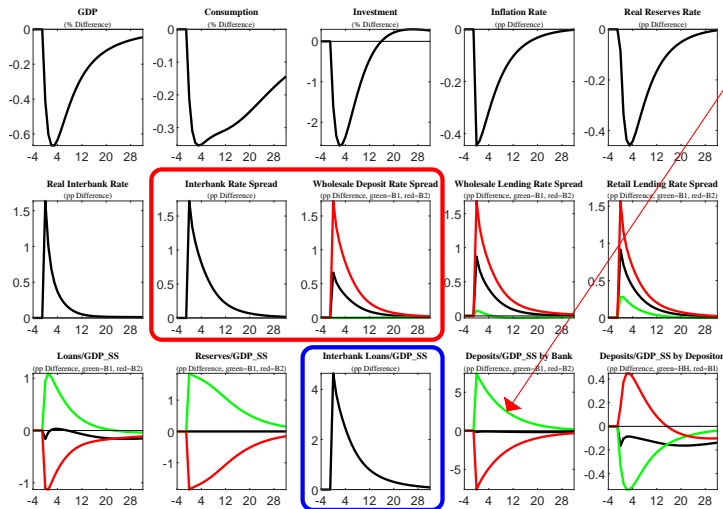 GDP
(% Difference)
0
-0.2
-0.4
-0.6
-4 4 12 20 28
Consumption
(% Difference)
0
-0.1
-0.2
-0.3
-4 4 12 20 28
Investment
(% Difference)
0
-1
-2
-4 4 12 20 28
Inflation Rate
(pp Difference)
0
-0.2
-0.4
-4 4 12 20 28
Real Reserves Rate
(pp Difference)
0
-0.2
-0.4
-4 4 12 20 28
Real Interbank Rate
(pp Difference)
1.5
1
0.5
0
-4 4 12 20 28
Interbank Rate Spread
(pp Difference)
1.5
1
0.5
0
-4 4 12 20 28
Wholesale Deposit Rate Spread
(pp Difference, green=B1, red=B2)
1.5
1
0.5
0
-4 4 12 20 28
Wholesale Lending Rate Spread
(pp Difference, green=B1, red=B2)
1.5
1
0.5
0
-4 4 12 20 28
Retail Lending Rate Spread
(pp Difference, green=B1, red=B2)
1.5
1
0.5
0
-4 4 12 20 28
Loans/GDP_SS
(pp Difference, green=B1, red=B2)
1
0
-1
-4 4 12 20 28
Reserves/GDP_SS
(pp Difference, green=B1, red=B2)
1
0
-1
-4 4 12 20 28
Interbank Loans/GDP_SS
(pp Difference)
4
2
0
-4 4 12 20 28
Deposits/GDP_SS by Bank
(pp Difference, green=B1, red=B2)
5
0
-5
-4 4 12 20 28
Deposits/GDP_SS by Depositor
(pp Difference, green=HH, red=BI)
0.4
0.2
0
-0.2
-0.4
-4 4 12 20 28